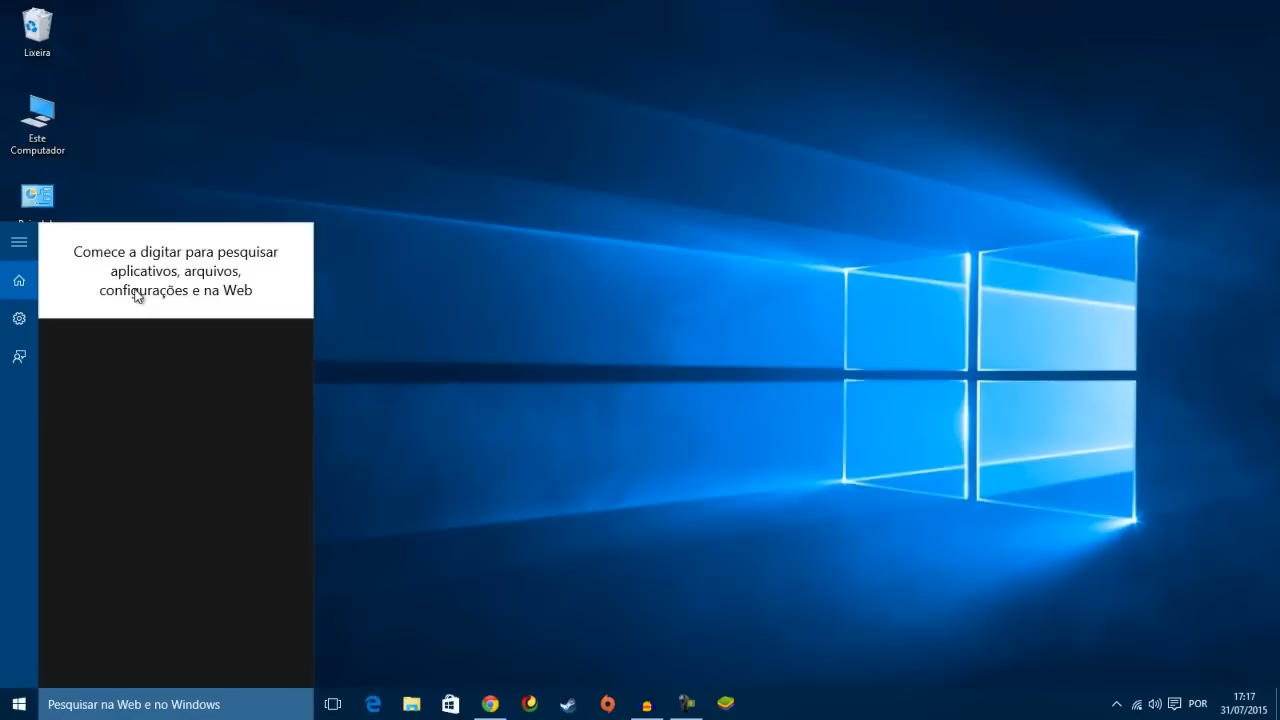 Lixeira
Este
Computador
Comece a digitar para pesquisar
aplicativos, arquivos,
configurações e na Web
Pesquisar na Web e no Windows
POR
17:17
31/07/2015